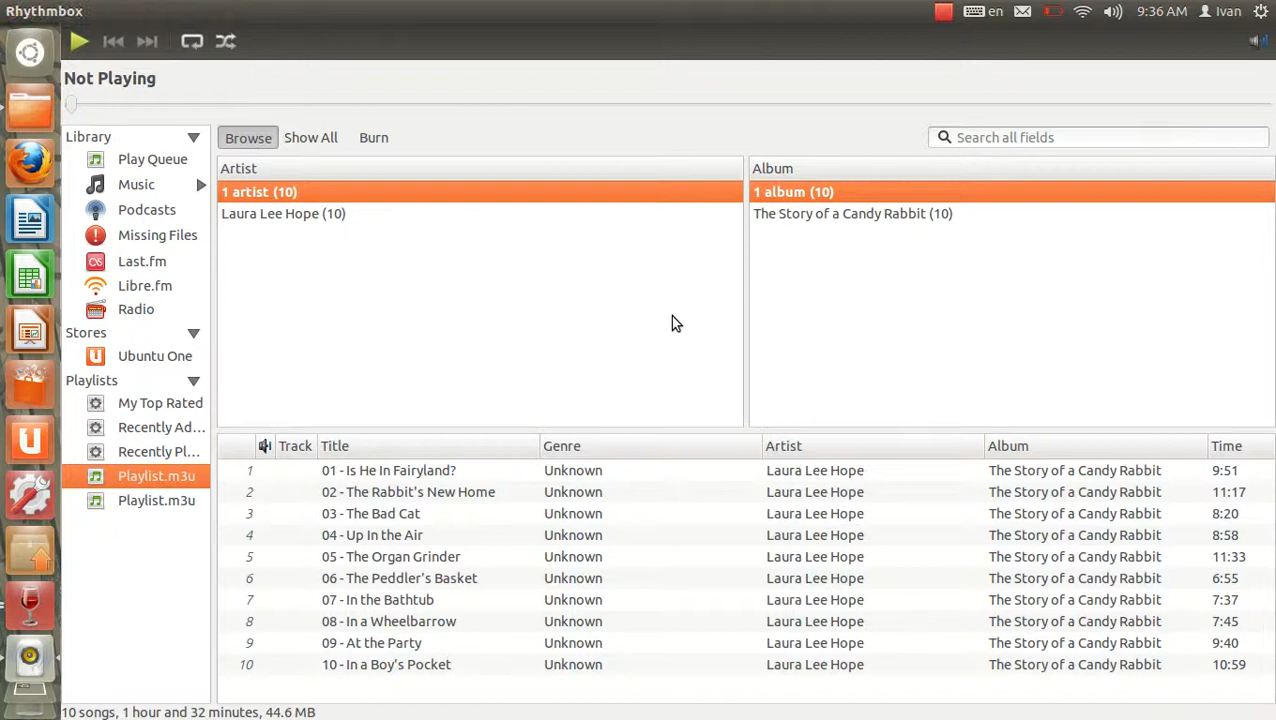 Rhythmbox
en
9:36 AM
Ivan
Not Playing
Library
Play Queue
Music
Podcasts
Missing Files
Last.fm
Libre.fm
Radio
Stores
Ubuntu One
Playlists
My Top Rated
Recently Ad...
Recently Pl...
Playlist.m3u
Playlist.m3u
Browse Show All Burn
Search all fields
Artist
1 artist (10)
Laura Lee Hope (10)
Album
1 album (10)
The Story of a Candy Rabbit (10)
Track Title Genre Artist Album Time
1 01 - Is He In Fairyland? Unknown Laura Lee Hope The Story of a Candy Rabbit 9:51
2 02 - The Rabbit's New Home Unknown Laura Lee Hope The Story of a Candy Rabbit 11:17
3 03 - The Bad Cat Unknown Laura Lee Hope The Story of a Candy Rabbit 8:20
4 04 - Up In the Air Unknown Laura Lee Hope The Story of a Candy Rabbit 8:58
5 05 - The Organ Grinder Unknown Laura Lee Hope The Story of a Candy Rabbit 11:33
6 06 - The Peddler's Basket Unknown Laura Lee Hope The Story of a Candy Rabbit 6:55
7 07 - In the Bathtub Unknown Laura Lee Hope The Story of a Candy Rabbit 7:37
8 08 - In a Wheelbarrow Unknown Laura Lee Hope The Story of a Candy Rabbit 7:45
9 09 - At the Party Unknown Laura Lee Hope The Story of a Candy Rabbit 9:40
10 10 - In a Boy's Pocket Unknown Laura Lee Hope The Story of a Candy Rabbit 10:59
10 songs, 1 hour and 32 minutes, 44.6 MB